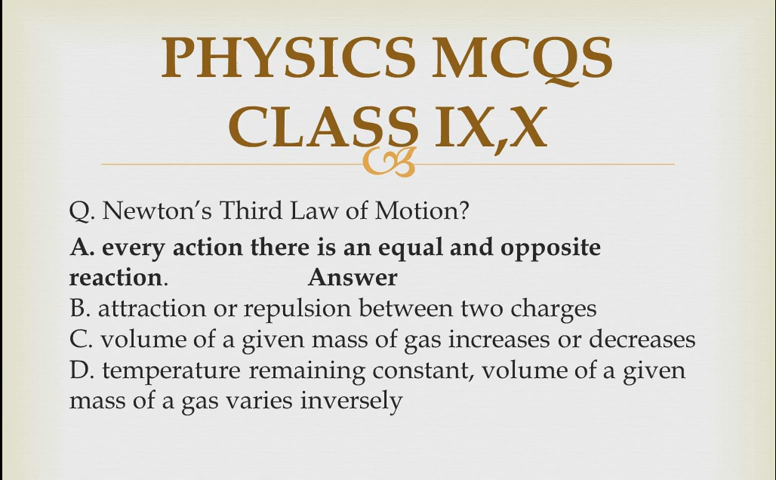 PHYSICS MCQS
CLASS IX,X
Q. Newton’s Third Law of Motion?
A. every action there is an equal and opposite
reaction. Answer
B. attraction or repulsion between two charges
C. volume of a given mass of gas increases or decreases
D. temperature remaining constant, volume of a given
mass of a gas varies inversely